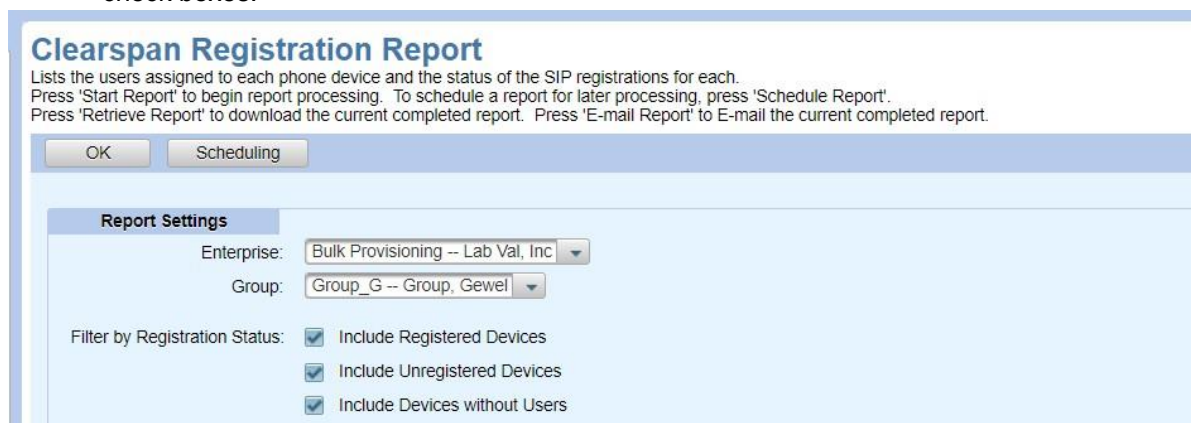 check boxes.
Clearspan Registration Report
Lists the users assigned to each phone device and the status of the SIP registrations for each.
Press 'Start Report' to begin report processing.  To schedule a report for later processing, press 'Schedule Report'.
Press 'Retrieve Report' to download the current completed report.  Press 'E-mail Report' to E-mail the current completed report.
OK Scheduling
Report Settings
Enterprise: Bulk Provisioning -- Lab Val, Inc
Group: Group_G -- Group, Gewel
Filter by Registration Status: Include Registered Devices
Include Unregistered Devices
Include Devices without Users